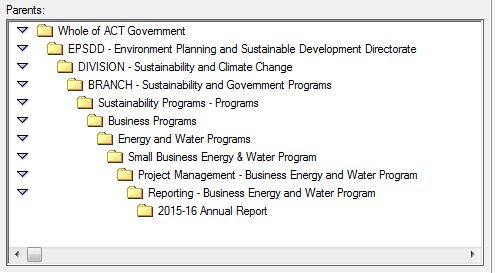 Parents:
Whole of ACT Government
EPSDD - Environment Planning and Sustainable Development Directorate
DIVISION - Sustainability and Climate Change
BRANCH - Sustainability and Government Programs
Sustainability Programs - Programs
Business Programs
Energy and Water Programs
Small Business Energy & Water Program
Project Management - Business Energy and Water Program
Reporting - Business Energy and Water Program
2015-16 Annual Report